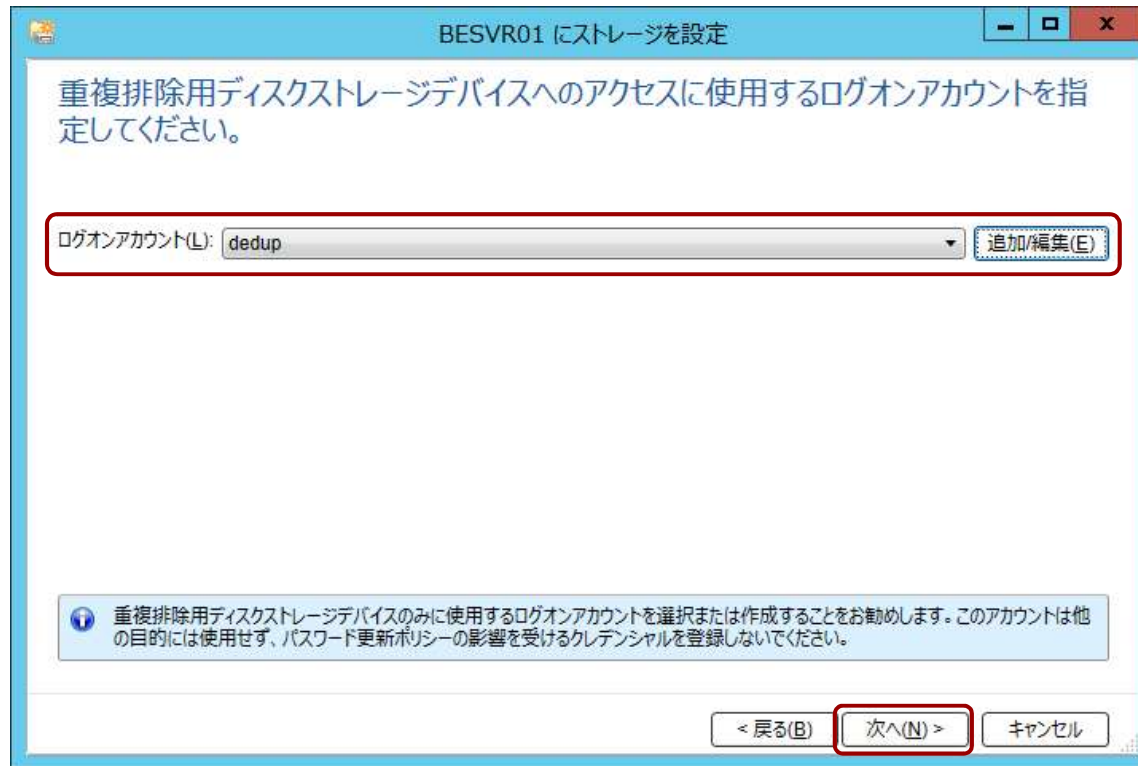 BESVR01 にストレージを設定
重複排除用ディスクストレージデバイスへのアクセスに使用するログオンアカウントを指
定してください。
ログオンアカウント(L): dedup 追加/編集(E)
重複排除用ディスクストレージデバイスのみに使用するログオンアカウントを選択または作成することをお勧めします。このアカウントは他
の目的には使用せず、パスワード更新ポリシーの影響を受けるクレデンシャルを登録しないでください。
< 戻る(B) 次へ(N) > キャンセル